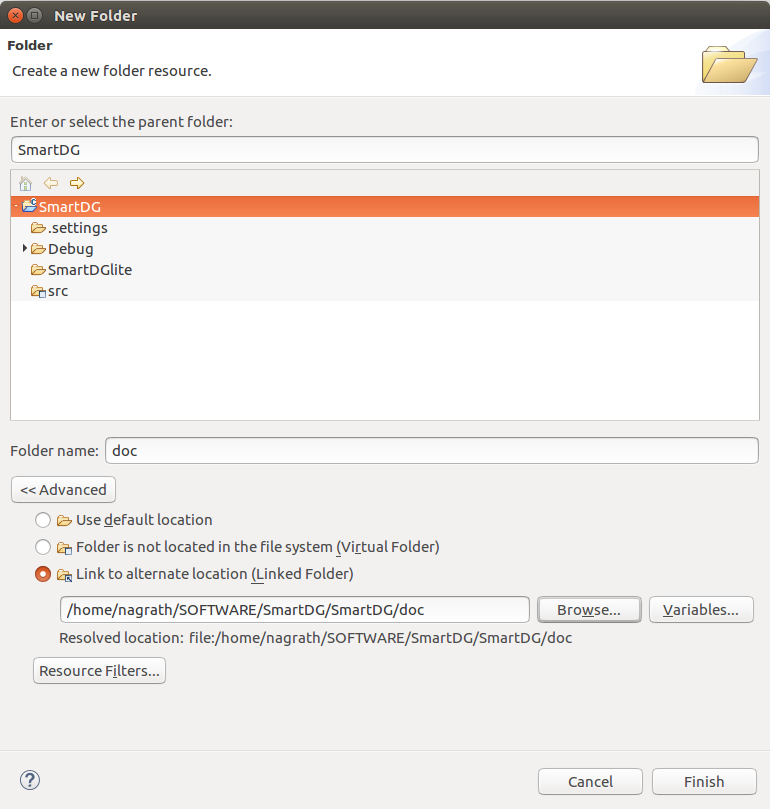 New Folder
Folder
Create a new folder resource.
Enter or select the parent folder:
SmartDG
SmartDG
.settings
Debug
SmartDGlite
src
Folder name: doc
<< Advanced
Use default location
Folder is not located in the file system (Virtual Folder)
Link to alternate location (Linked Folder)
/home/nagrath/SOFTWARE/SmartDG/SmartDG/doc Browse... Variables...
Resolved location: file:/home/nagrath/SOFTWARE/SmartDG/SmartDG/doc
Resource Filters...
? Cancel Finish